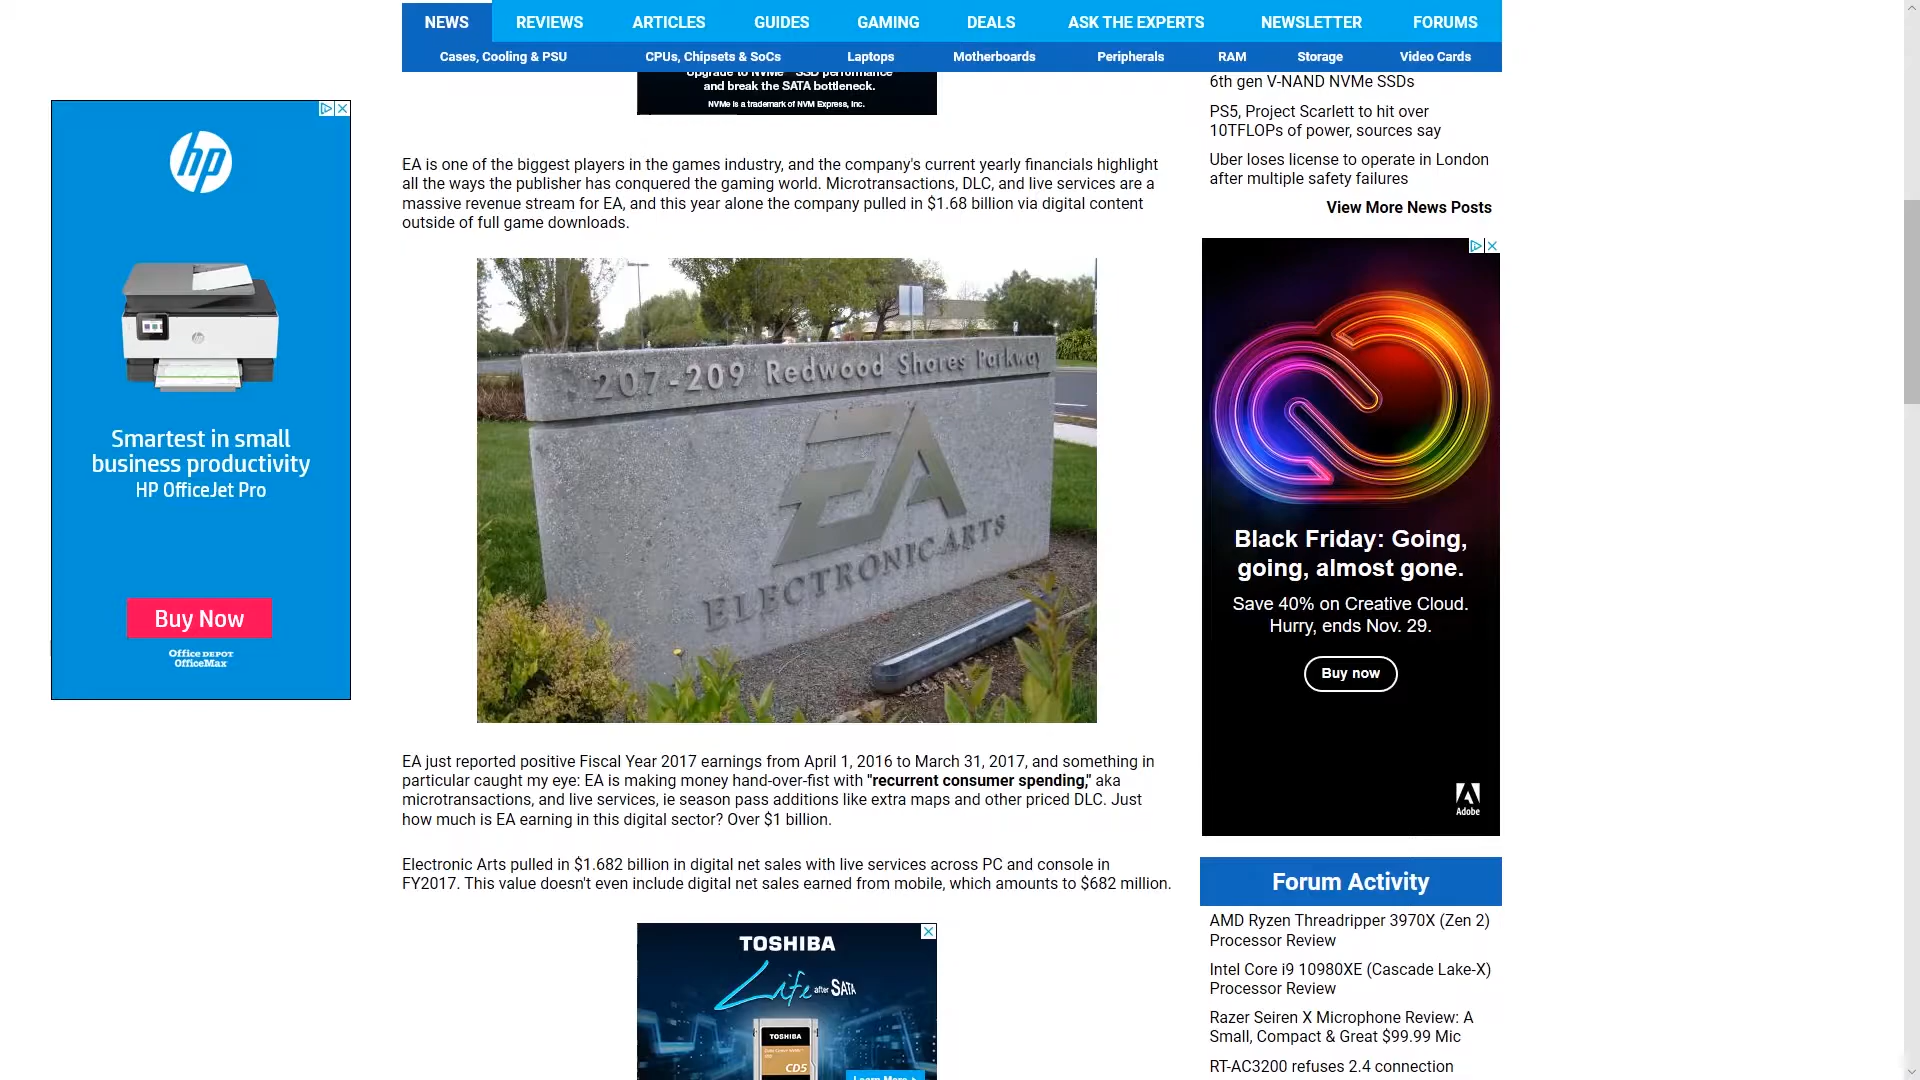 NEWS
REVIEWS
ARTICLES
GUIDES
GAMING
DEALS
ASK THE EXPERTS
NEWSLETTER
FORUMS
Cases, Cooling & PSU
CPUs, Chipsets & SoCs
Laptops
Motherboards
Peripherals
RAM
Storage
Video Cards
hp
Smartest in small
business productivity
HP OfficeJet Pro
Buy Now
Office DEPOT
OfficeMax
Upgrade to NVMe™ SSD performance
and break the SATA bottleneck.
NVMe is a trademark of NVM Express, Inc.
EA is one of the biggest players in the games industry, and the company's current yearly financials highlight
all the ways the publisher has conquered the gaming world. Microtransactions, DLC, and live services are a
massive revenue stream for EA, and this year alone the company pulled in $1.68 billion via digital content
outside of full game downloads.
207-209 Redwood Shores Parkway
EA
ELECTRONIC ARTS
EA just reported positive Fiscal Year 2017 earnings from April 1, 2016 to March 31, 2017, and something in
particular caught my eye: EA is making money hand-over-fist with "recurrent consumer spending," aka
microtransactions, and live services, ie season pass additions like extra maps and other priced DLC. Just
how much is EA earning in this digital sector? Over $1 billion.
Electronic Arts pulled in $1.682 billion in digital net sales with live services across PC and console in
FY2017. This value doesn't even include digital net sales earned from mobile, which amounts to $682 million.
TOSHIBA
Life after SATA
TOSHIBA
CD5
Learn More
6th gen V-NAND NVMe SSDs
PS5, Project Scarlett to hit over
10TFLOPs of power, sources say
Uber loses license to operate in London
after multiple safety failures
View More News Posts
Black Friday: Going,
going, almost gone.
Save 40% on Creative Cloud.
Hurry, ends Nov. 29.
Buy now
Adobe
Forum Activity
AMD Ryzen Threadripper 3970X (Zen 2)
Processor Review
Intel Core i9 10980XE (Cascade Lake-X)
Processor Review
Razer Seiren X Microphone Review: A
Small, Compact & Great $99.99 Mic
RT-AC3200 refuses 2.4 connection